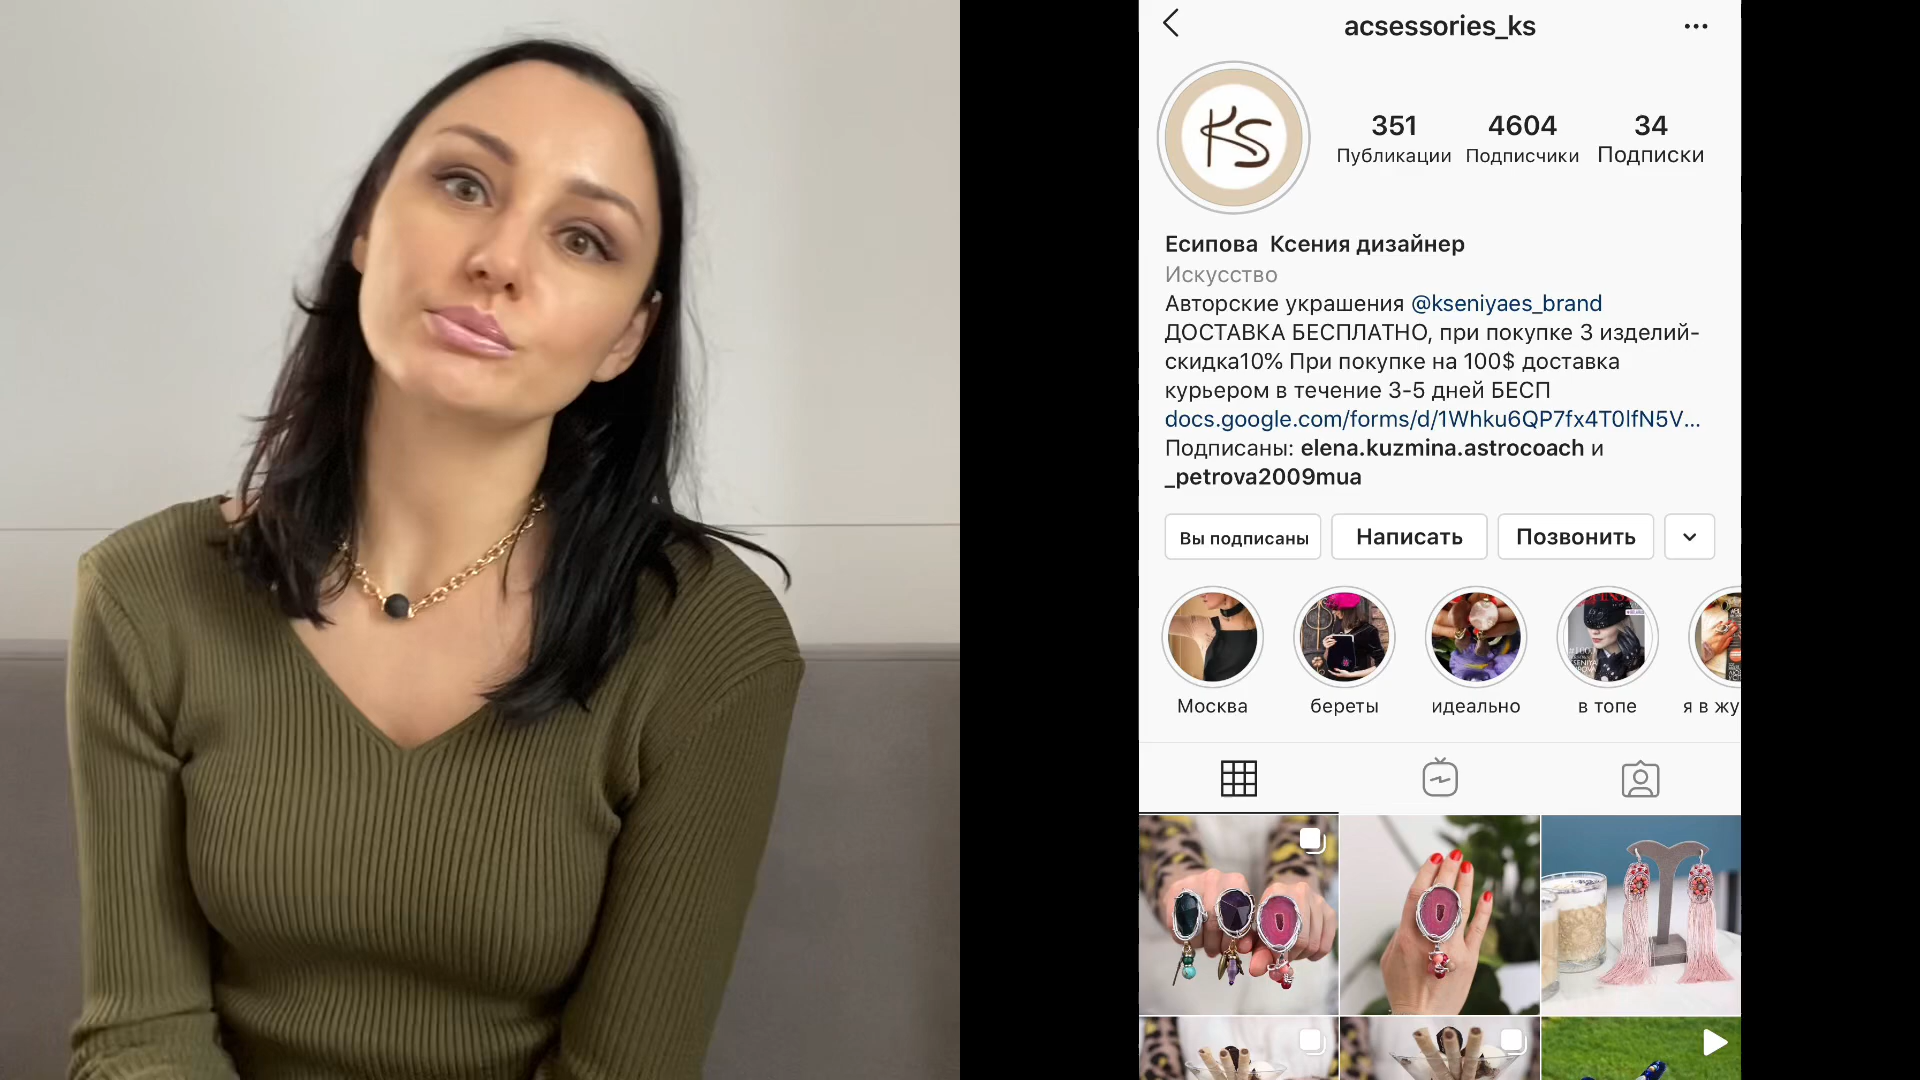 acsessories_ks
KS
351 4604 34
Публикации Подписчики Подписки
Есипова Ксения дизайнер
Искусство
Авторские украшения @kseniyaes_brand
ДОСТАВКА БЕСПЛАТНО, при покупке 3 изделий-
скидка10% При покупке на 100$ доставка
курьером в течение 3-5 дней БЕСП
docs.google.com/forms/d/1Whku6QP7fx4T0lfN5V...
Подписаны: elena.kuzmina.astrocoach и
_petrova2009mua
Вы подписаны Написать Позвонить
Москва береты идеально в топе я в жу